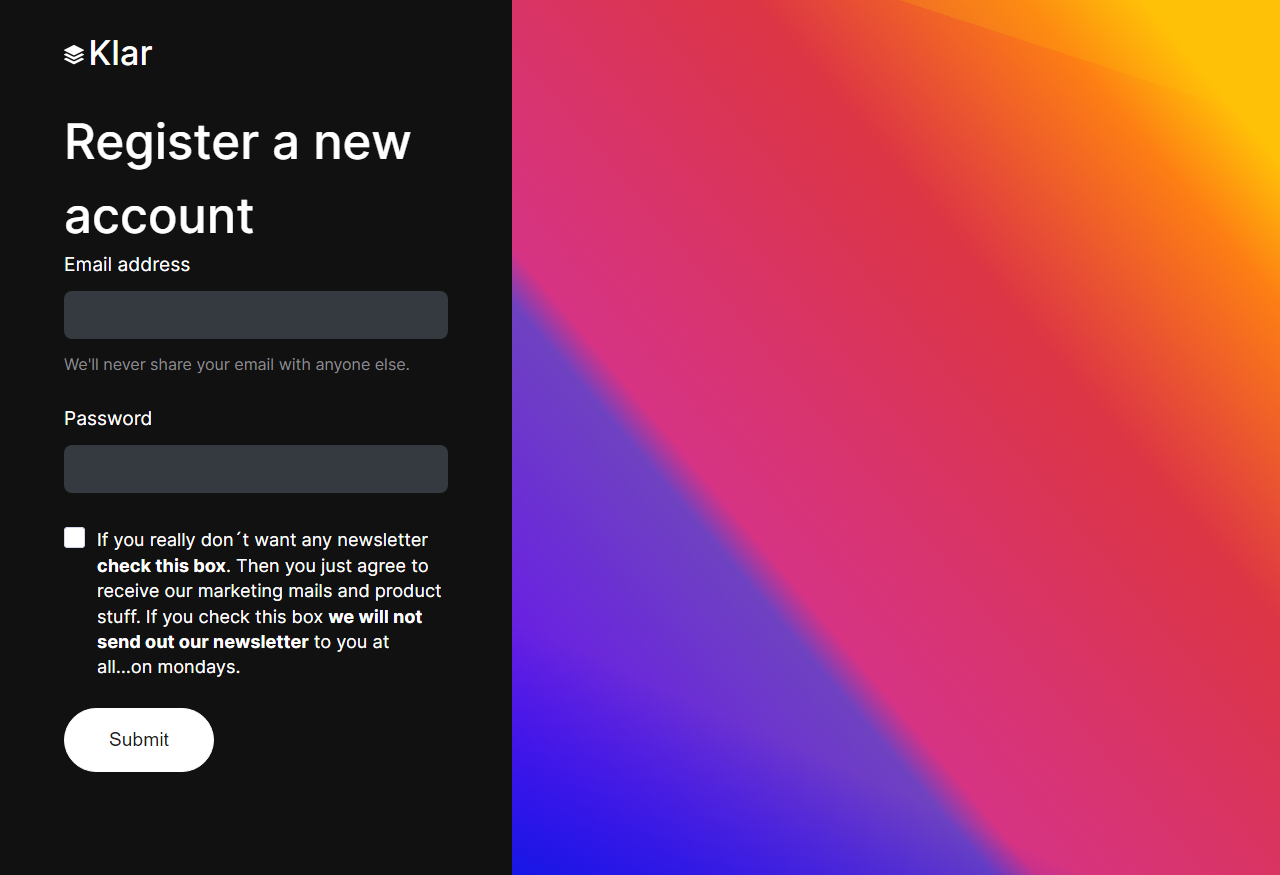 Klar
Register a new
account
Email address
We'll never share your email with anyone else.
Password
If you really don´t want any newsletter
check this box. Then you just agree to
receive our marketing mails and product
stuff. If you check this box we will not
send out our newsletter to you at
all...on mondays.
Submit